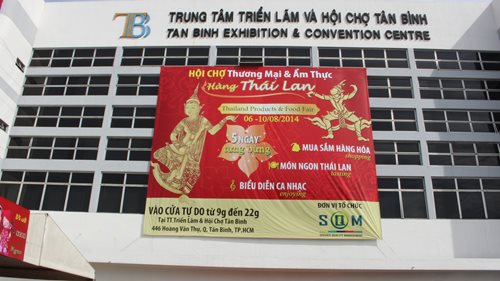 TB
TRUNG TÂM TRIỂN LÃM VÀ HỘI CHỢ TÂN BÌNH
TAN BINH EXHIBITION & CONVENTION CENTRE
HỘI CHỢ Thương Mại & Ẩm Thực
Hàng Thái Lan
Thailand Products & Food Fair
06 -10/08/2014
5 NGÀY
tưng bừng
MUA SẮM HÀNG HÓA
shopping
MÓN NGON THÁI LAN
tasting
BIỂU DIỄN CA NHẠC
enjoying
VÀO CỬA TỰ DO từ 9g đến 22g
Tại TT Triển Lãm & Hội Chợ Tân Bình
446 Hoàng Văn Thụ, Q, Tân Bình, TP.HCM
ĐƠN VỊ TỔ CHỨC